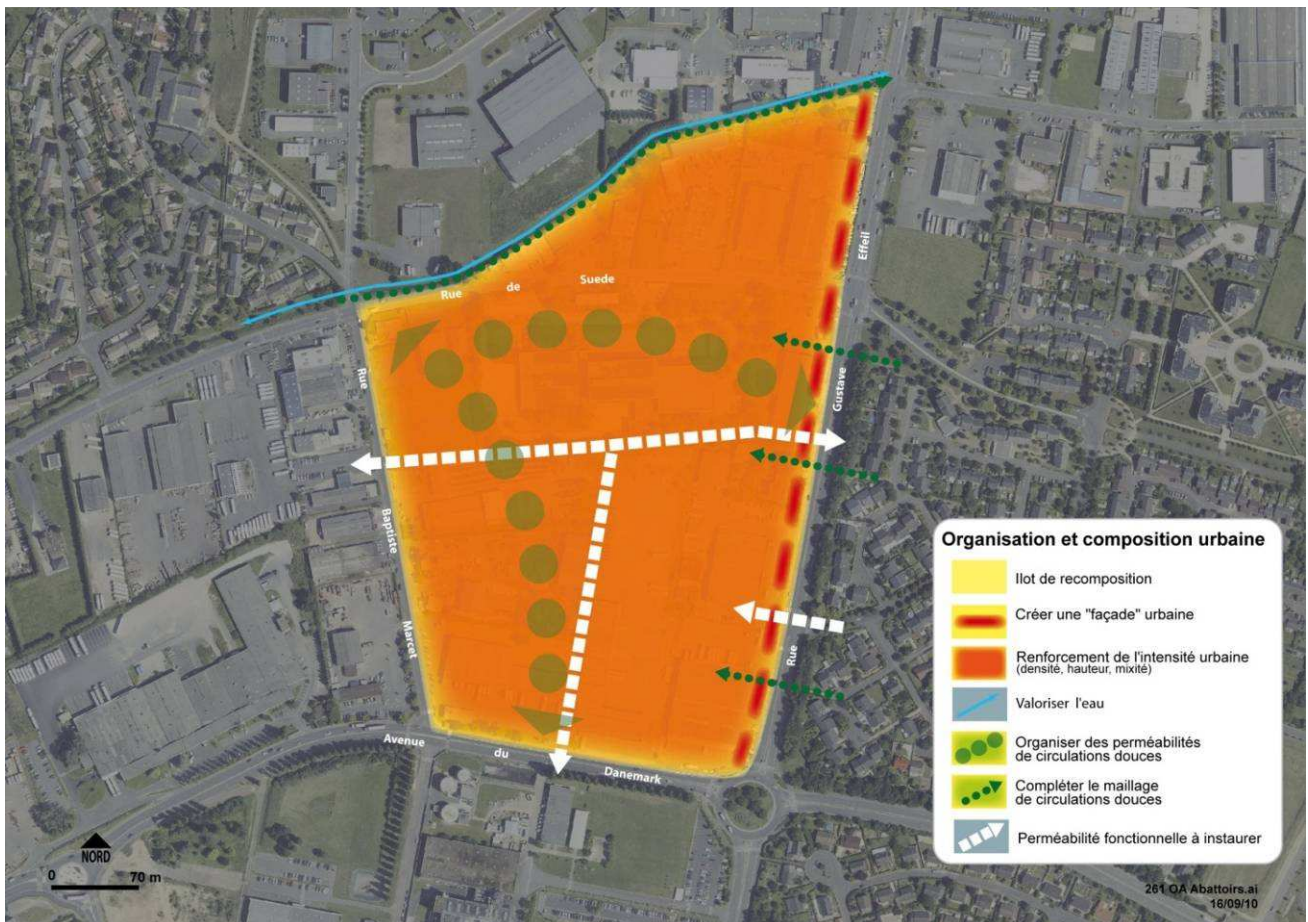 Rue de Suede
Rue Baptiste Marcet
Rue Gustave Effeil
Avenue du Danemark
Organisation et composition urbaine
Ilot de recomposition
Créer une "façade" urbaine
Renforcement de l'intensité urbaine
(densité, hauteur, mixité)
Valoriser l'eau
Organiser des perméabilités
de circulations douces
Compléter le maillage
de circulations douces
Perméabilité fonctionnelle à instaurer
NORD
0 70 m
261 OA Abattoirs.ai
16/09/10